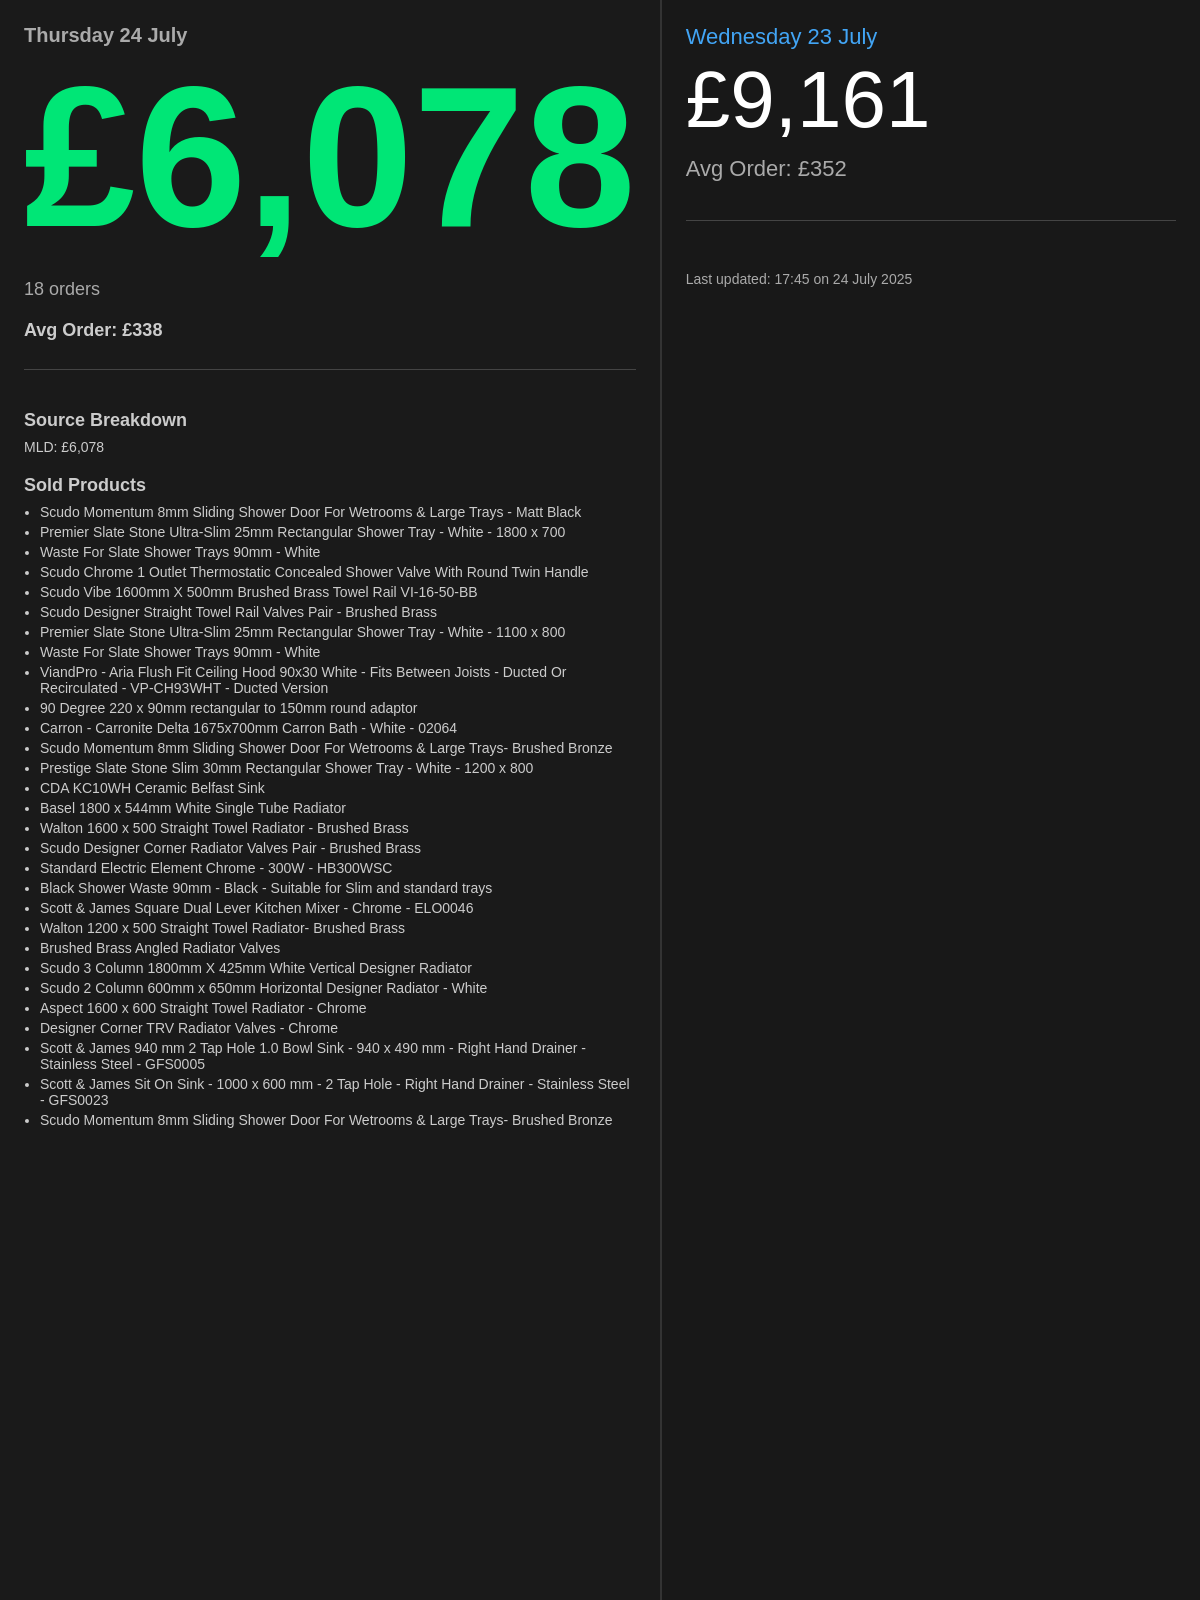 Thursday 24 July
£6,078
18 orders
Avg Order: £338
Source Breakdown
MLD: £6,078
Sold Products
• Scudo Momentum 8mm Sliding Shower Door For Wetrooms & Large Trays - Matt Black
• Premier Slate Stone Ultra-Slim 25mm Rectangular Shower Tray - White - 1800 x 700
• Waste For Slate Shower Trays 90mm - White
• Scudo Chrome 1 Outlet Thermostatic Concealed Shower Valve With Round Twin Handle
• Scudo Vibe 1600mm X 500mm Brushed Brass Towel Rail VI-16-50-BB
• Scudo Designer Straight Towel Rail Valves Pair - Brushed Brass
• Premier Slate Stone Ultra-Slim 25mm Rectangular Shower Tray - White - 1100 x 800
• Waste For Slate Shower Trays 90mm - White
• ViandPro - Aria Flush Fit Ceiling Hood 90x30 White - Fits Between Joists - Ducted Or
Recirculated - VP-CH93WHT - Ducted Version
• 90 Degree 220 x 90mm rectangular to 150mm round adaptor
• Carron - Carronite Delta 1675x700mm Carron Bath - White - 02064
• Scudo Momentum 8mm Sliding Shower Door For Wetrooms & Large Trays- Brushed Bronze
• Prestige Slate Stone Slim 30mm Rectangular Shower Tray - White - 1200 x 800
• CDA KC10WH Ceramic Belfast Sink
• Basel 1800 x 544mm White Single Tube Radiator
• Walton 1600 x 500 Straight Towel Radiator - Brushed Brass
• Scudo Designer Corner Radiator Valves Pair - Brushed Brass
• Standard Electric Element Chrome - 300W - HB300WSC
• Black Shower Waste 90mm - Black - Suitable for Slim and standard trays
• Scott & James Square Dual Lever Kitchen Mixer - Chrome - ELO0046
• Walton 1200 x 500 Straight Towel Radiator- Brushed Brass
• Brushed Brass Angled Radiator Valves
• Scudo 3 Column 1800mm X 425mm White Vertical Designer Radiator
• Scudo 2 Column 600mm x 650mm Horizontal Designer Radiator - White
• Aspect 1600 x 600 Straight Towel Radiator - Chrome
• Designer Corner TRV Radiator Valves - Chrome
• Scott & James 940 mm 2 Tap Hole 1.0 Bowl Sink - 940 x 490 mm - Right Hand Drainer -
Stainless Steel - GFS0005
• Scott & James Sit On Sink - 1000 x 600 mm - 2 Tap Hole - Right Hand Drainer - Stainless Steel
- GFS0023
• Scudo Momentum 8mm Sliding Shower Door For Wetrooms & Large Trays- Brushed Bronze
Wednesday 23 July
£9,161
Avg Order: £352
Last updated: 17:45 on 24 July 2025